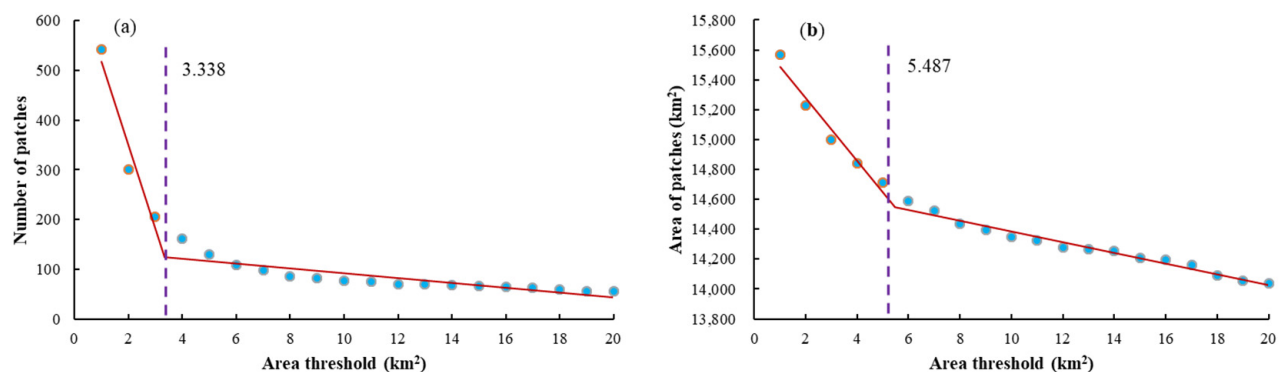 (a)
3.338
Number of patches
600
500
400
300
200
100
0
0 2 4 6 8 10 12 14 16 18 20
Area threshold (km²)
(b)
5.487
Area of patches (km²)
15,800
15,600
15,400
15,200
15,000
14,800
14,600
14,400
14,200
14,000
13,800
0 2 4 6 8 10 12 14 16 18 20
Area threshold (km²)